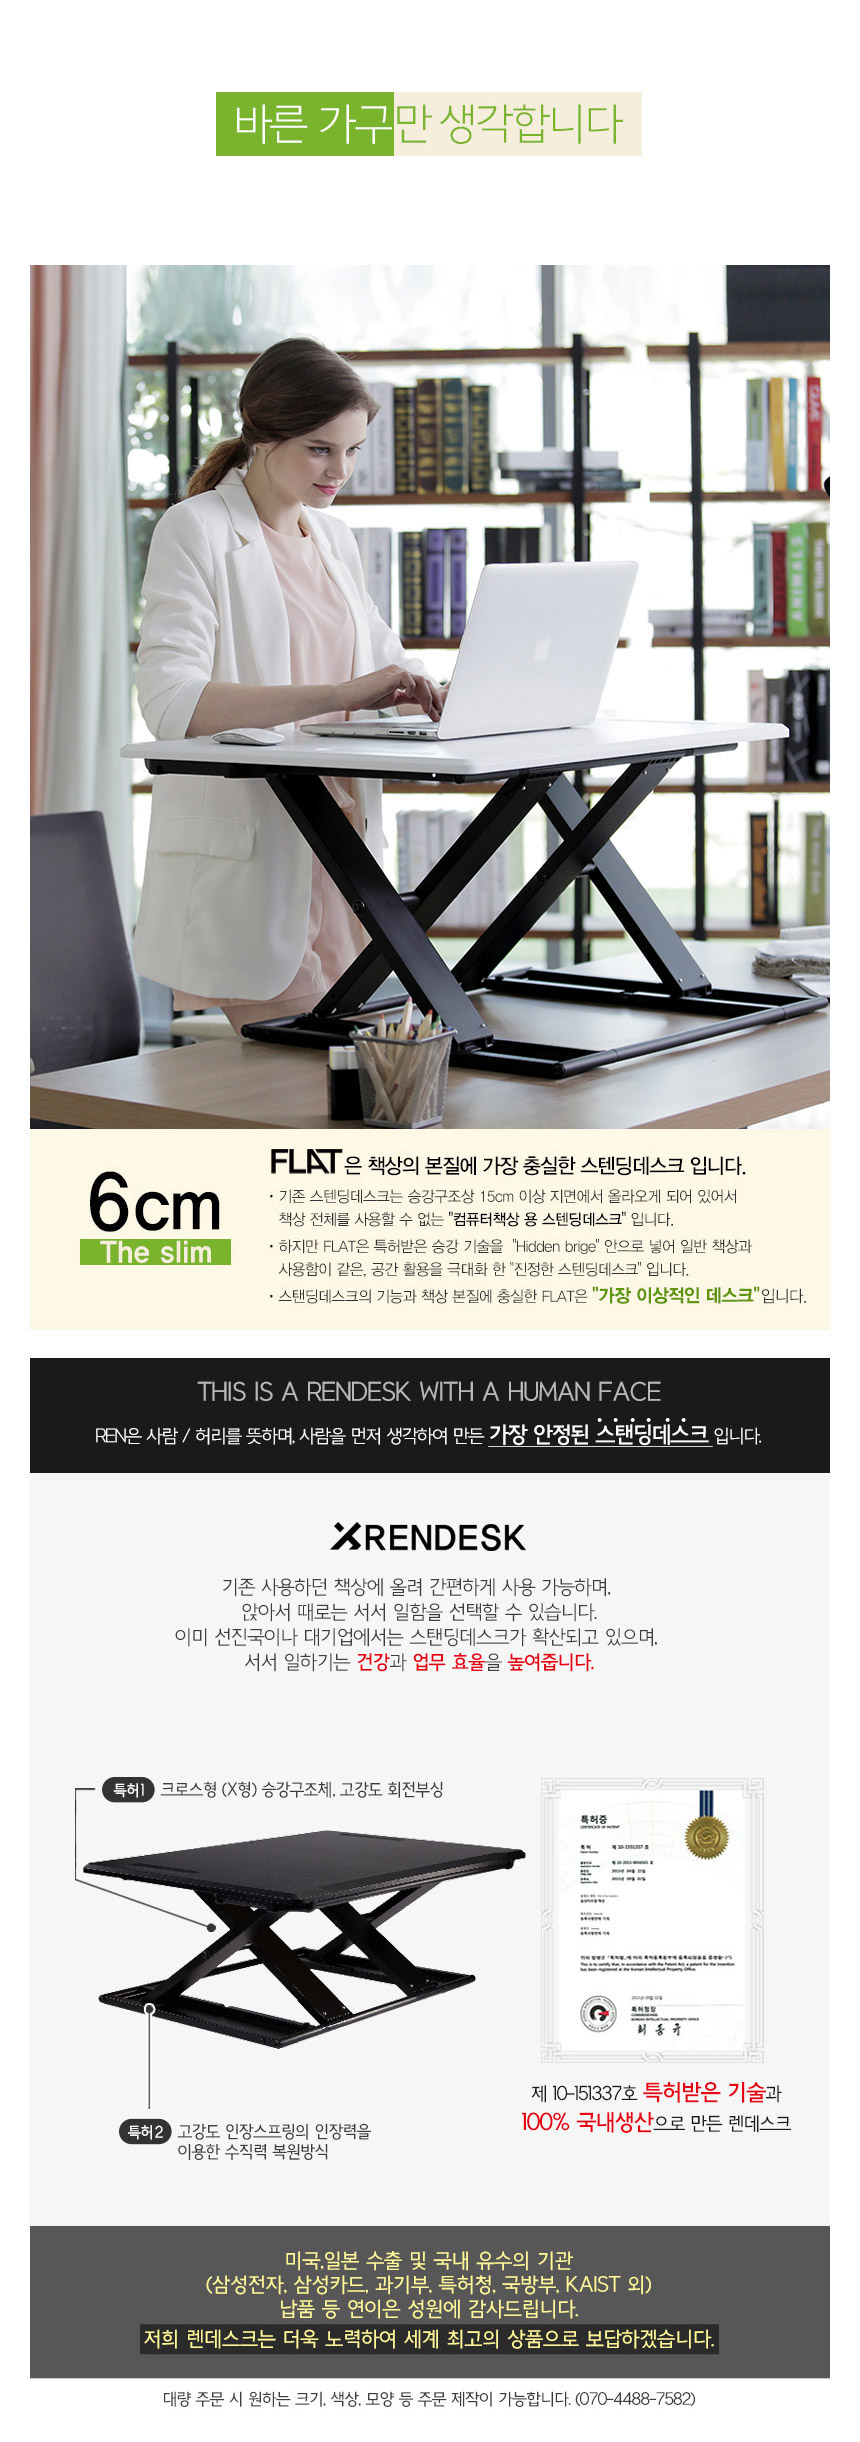 바른 가구만 생각합니다
6cm
The slim
FLAT은 책상의 본질에 가장 충실한 스텐딩데스크 입니다.
· 기존 스텐딩데스크는 승강구조상 15cm 이상 지면에서 올라오게 되어 있어서
책상 전체를 사용할 수 없는 "컴퓨터책상 용 스텐딩데스크" 입니다.
· 하지만 FLAT은 특허받은 승강 기술을 "Hidden brige" 안으로 넣어 일반 책상과
사용함이 같은, 공간 활용을 극대화 한 "진정한 스텐딩데스크" 입니다.
· 스탠딩데스크의 기능과 책상 본질에 충실한 FLAT은 "가장 이상적인 데스크"입니다.
THIS IS A RENDESK WITH A HUMAN FACE
REN은 사람 / 허리를 뜻하며, 사람을 먼저 생각하여 만든 가장 안정된 스탠딩데스크 입니다.
RENDESK
기존 사용하던 책상에 올려 간편하게 사용 가능하며,
앉아서 때로는 서서 일함을 선택할 수 있습니다.
이미 선진국이나 대기업에서는 스탠딩데스크가 확산되고 있으며,
서서 일하기는 건강과 업무 효율을 높여줍니다.
특허1 크로스형 (X형) 승강구조체, 고강도 회전부싱
특허증
CERTIFICATE OF PATENT
특허 제 10-1551337 호
특허청장
COMMISSIONER,
KOREAN INTELLECTUAL PROPERTY OFFICE
제 10-151337호 특허받은 기술과
100% 국내생산으로 만든 렌데스크
특허2 고강도 인장스프링의 인장력을
이용한 수직력 복원방식
미국,일본 수출 및 국내 유수의 기관
(삼성전자, 삼성카드, 과기부, 특허청, 국방부, KAIST 외)
납품 등 연이은 성원에 감사드립니다.
저희 렌데스크는 더욱 노력하여 세계 최고의 상품으로 보답하겠습니다.
대량 주문 시 원하는 크기, 색상, 모양 등 주문 제작이 가능합니다. (070-4488-7582)